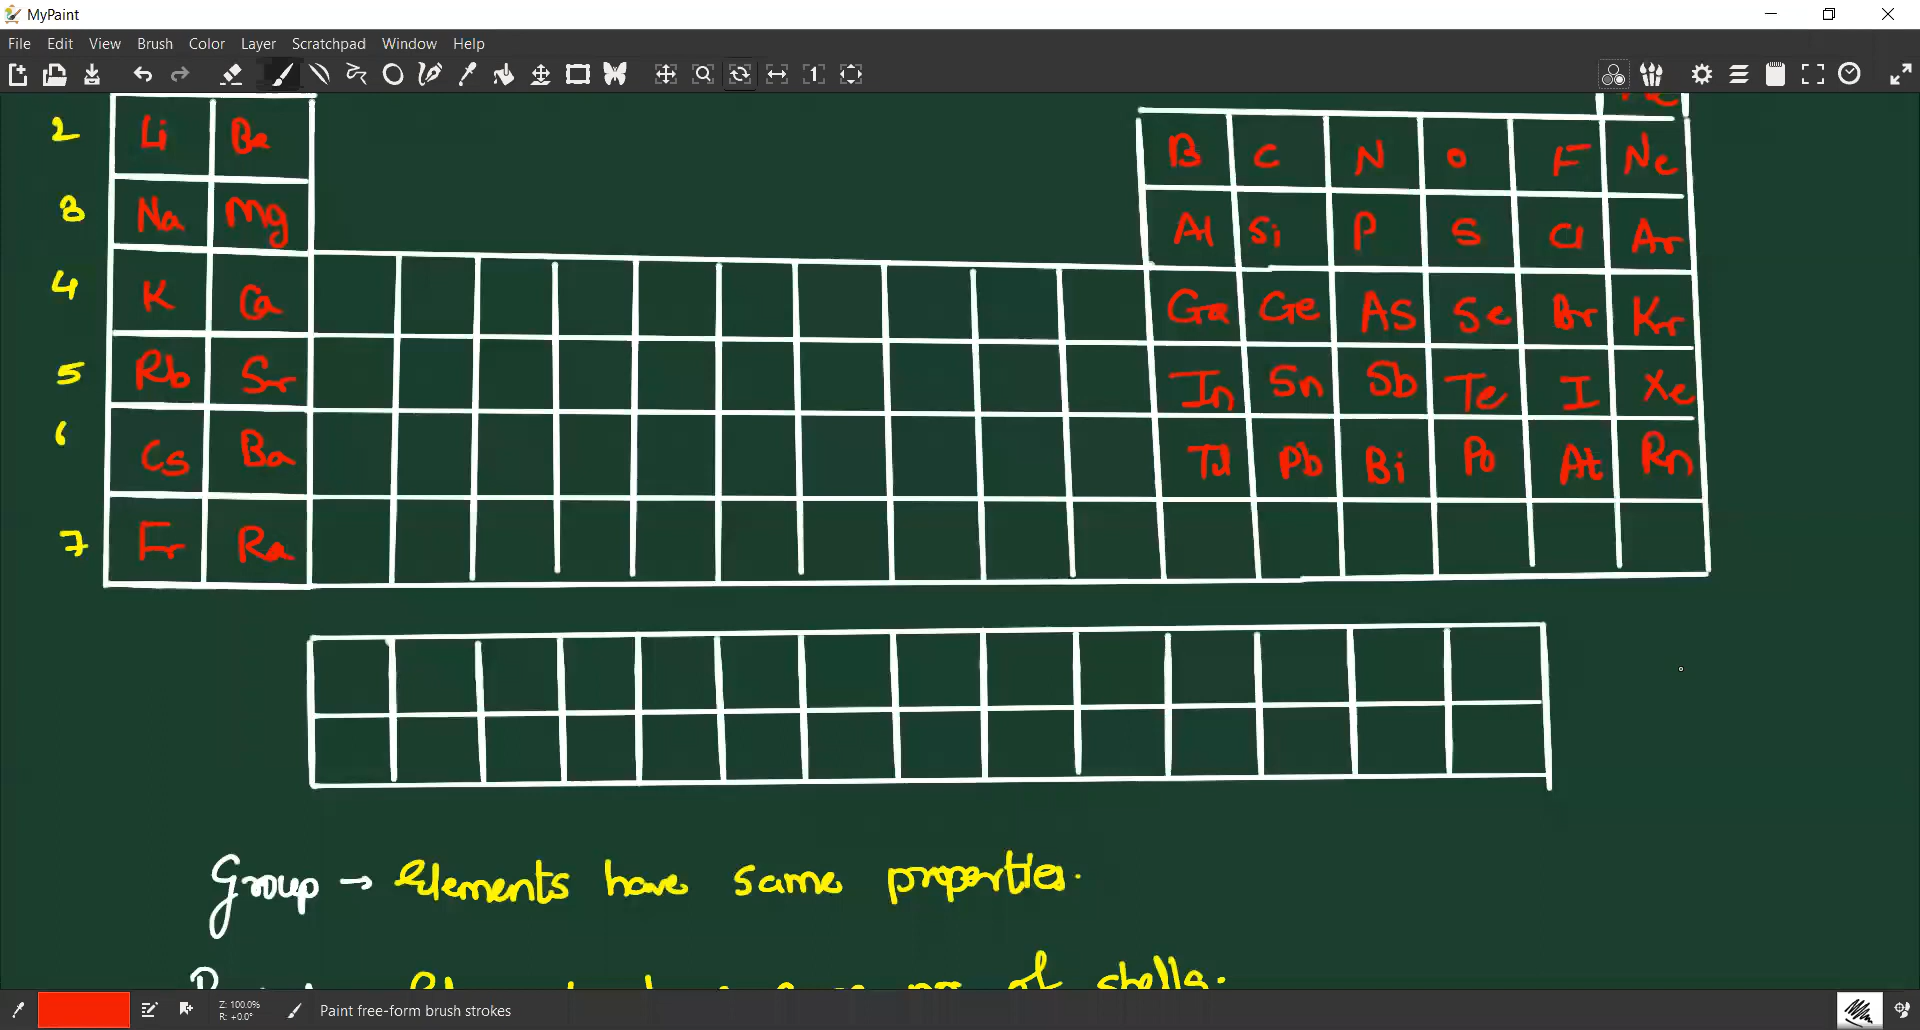 MyPaint
File Edit View Brush Color Layer Scratchpad Window Help
2 Li Be B C N O F Ne
3 Na Mg Al Si P S Cl Ar
4 K Ca Ga Ge As Se Br Kr
5 Rb Sr In Sn Sb Te I Xe
6 Cs Ba Pb Bi Po At Rn
7 Fr Ra
Group → Elements have same properties.
no. of shells.
Z: 100.0%
R: +0.0°
Paint free-form brush strokes